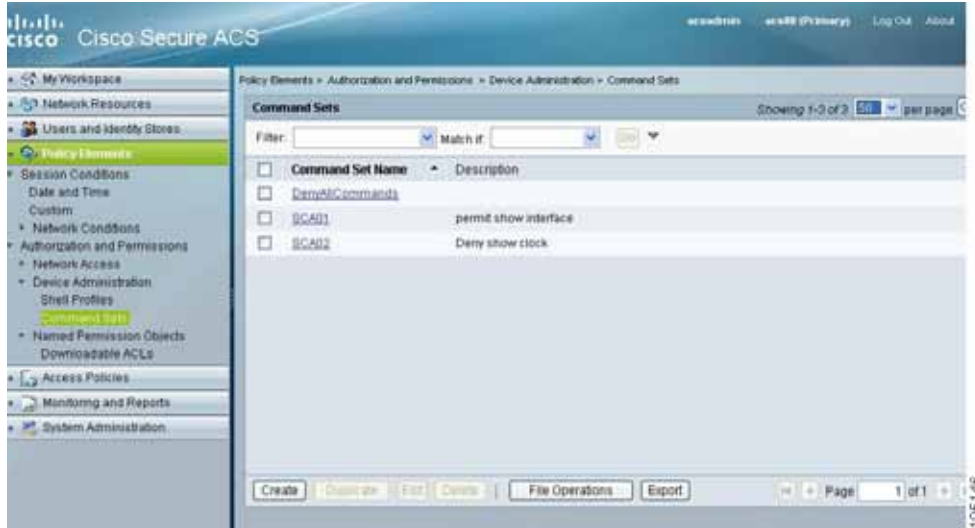 cisco Cisco Secure ACS
acsadmin acs88 (Primary) Log Out About
My Workspace
Network Resources
Users and Identity Stores
Policy Elements
Session Conditions
Date and Time
Custom
Network Conditions
Authorization and Permissions
Network Access
Device Administration
Shell Profiles
Command Sets
Named Permission Objects
Downloadable ACLs
Access Policies
Monitoring and Reports
System Administration
Policy Elements > Authorization and Permissions > Device Administration > Command Sets
Command Sets
Showing 1-3 of 3 50 per page
Filter: Match if: Go
Command Set Name Description
DenyAllCommands
SCA01 permit show interface
SCA02 Deny show clock
Create Duplicate Edit Delete | File Operations Export
Page 1 of 1